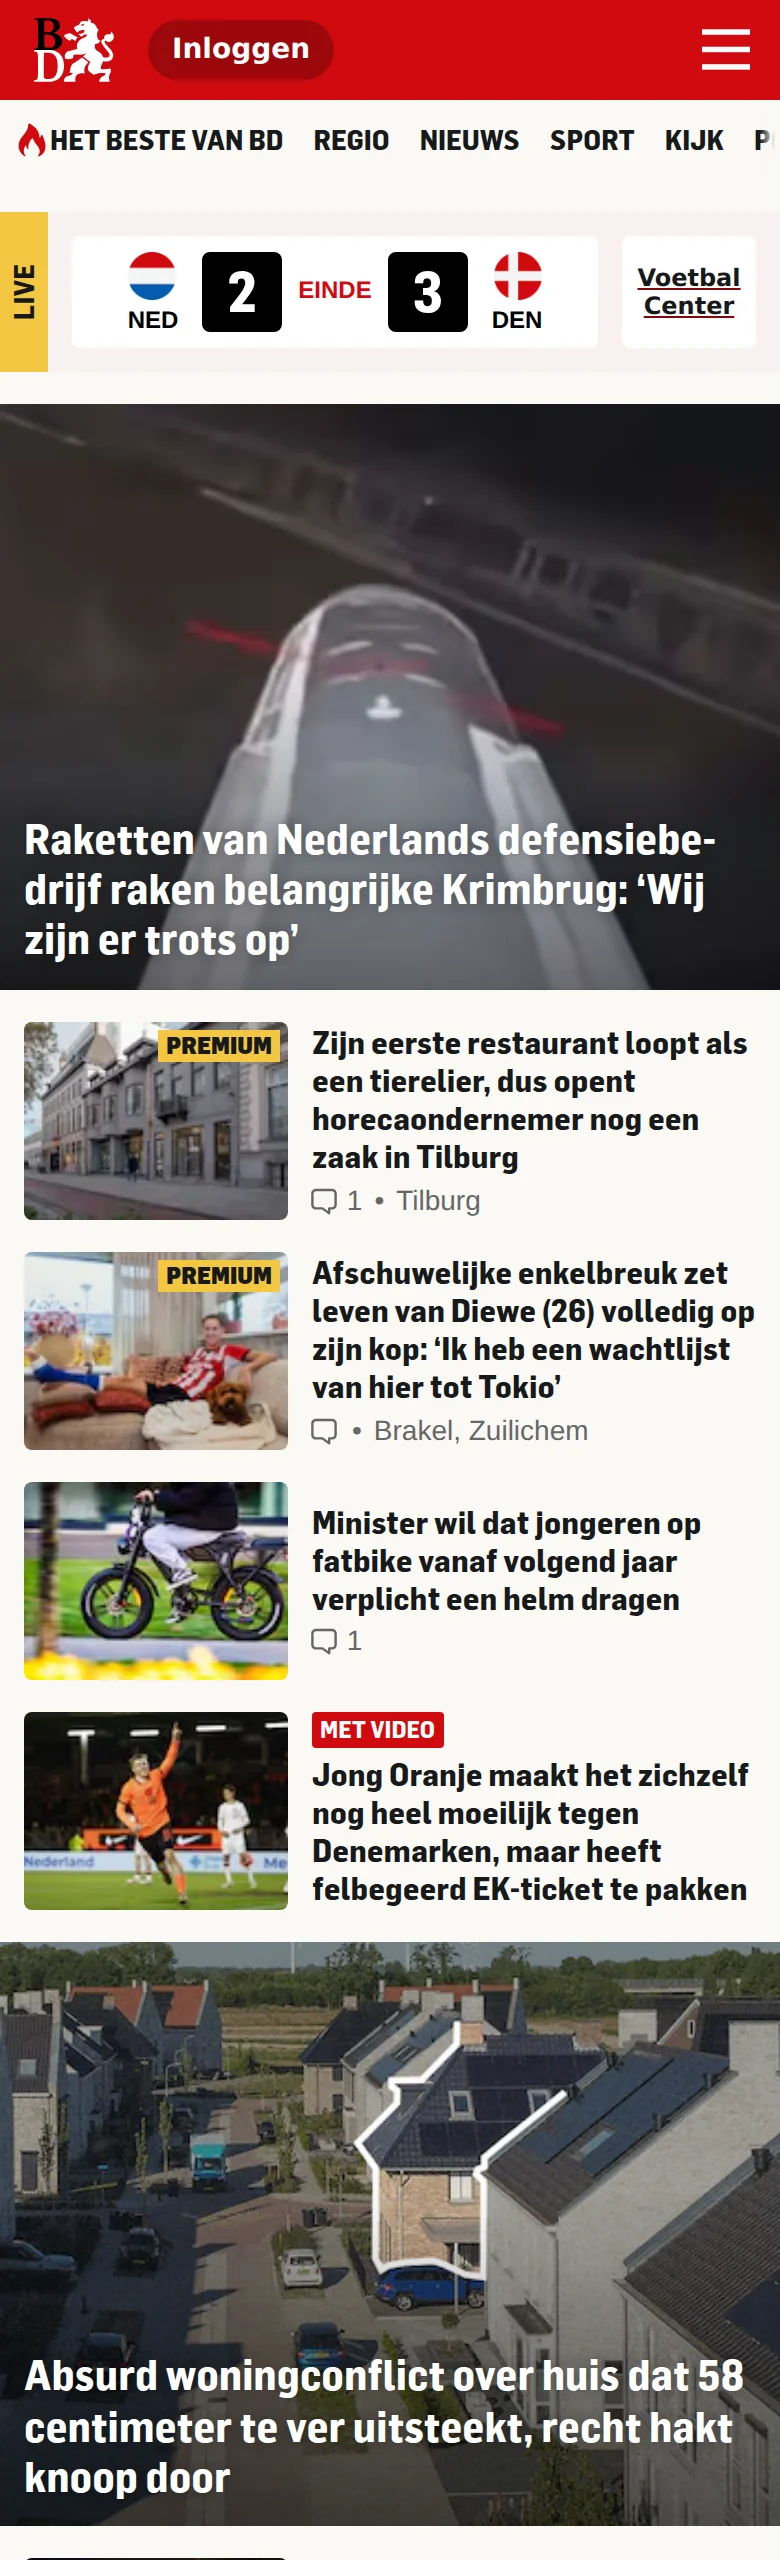 BD
Inloggen
HET BESTE VAN BD REGIO NIEUWS SPORT KIJK
LIVE
2 EINDE 3
NED DEN
Voetbal
Center
Raketten van Nederlands defensiebe-
drijf raken belangrijke Krimbrug: ‘Wij
zijn er trots op’
PREMIUM
Zijn eerste restaurant loopt als
een tierelier, dus opent
horecaondernemer nog een
zaak in Tilburg
1 • Tilburg
PREMIUM
Afschuwelijke enkelbreuk zet
leven van Diewe (26) volledig op
zijn kop: ‘Ik heb een wachtlijst
van hier tot Tokio’
• Brakel, Zuilichem
Minister wil dat jongeren op
fatbike vanaf volgend jaar
verplicht een helm dragen
1
Nederland
MET VIDEO
Jong Oranje maakt het zichzelf
nog heel moeilijk tegen
Denemarken, maar heeft
felbegeerd EK-ticket te pakken
Absurd woningconflict over huis dat 58
centimeter te ver uitsteekt, recht hakt
knoop door